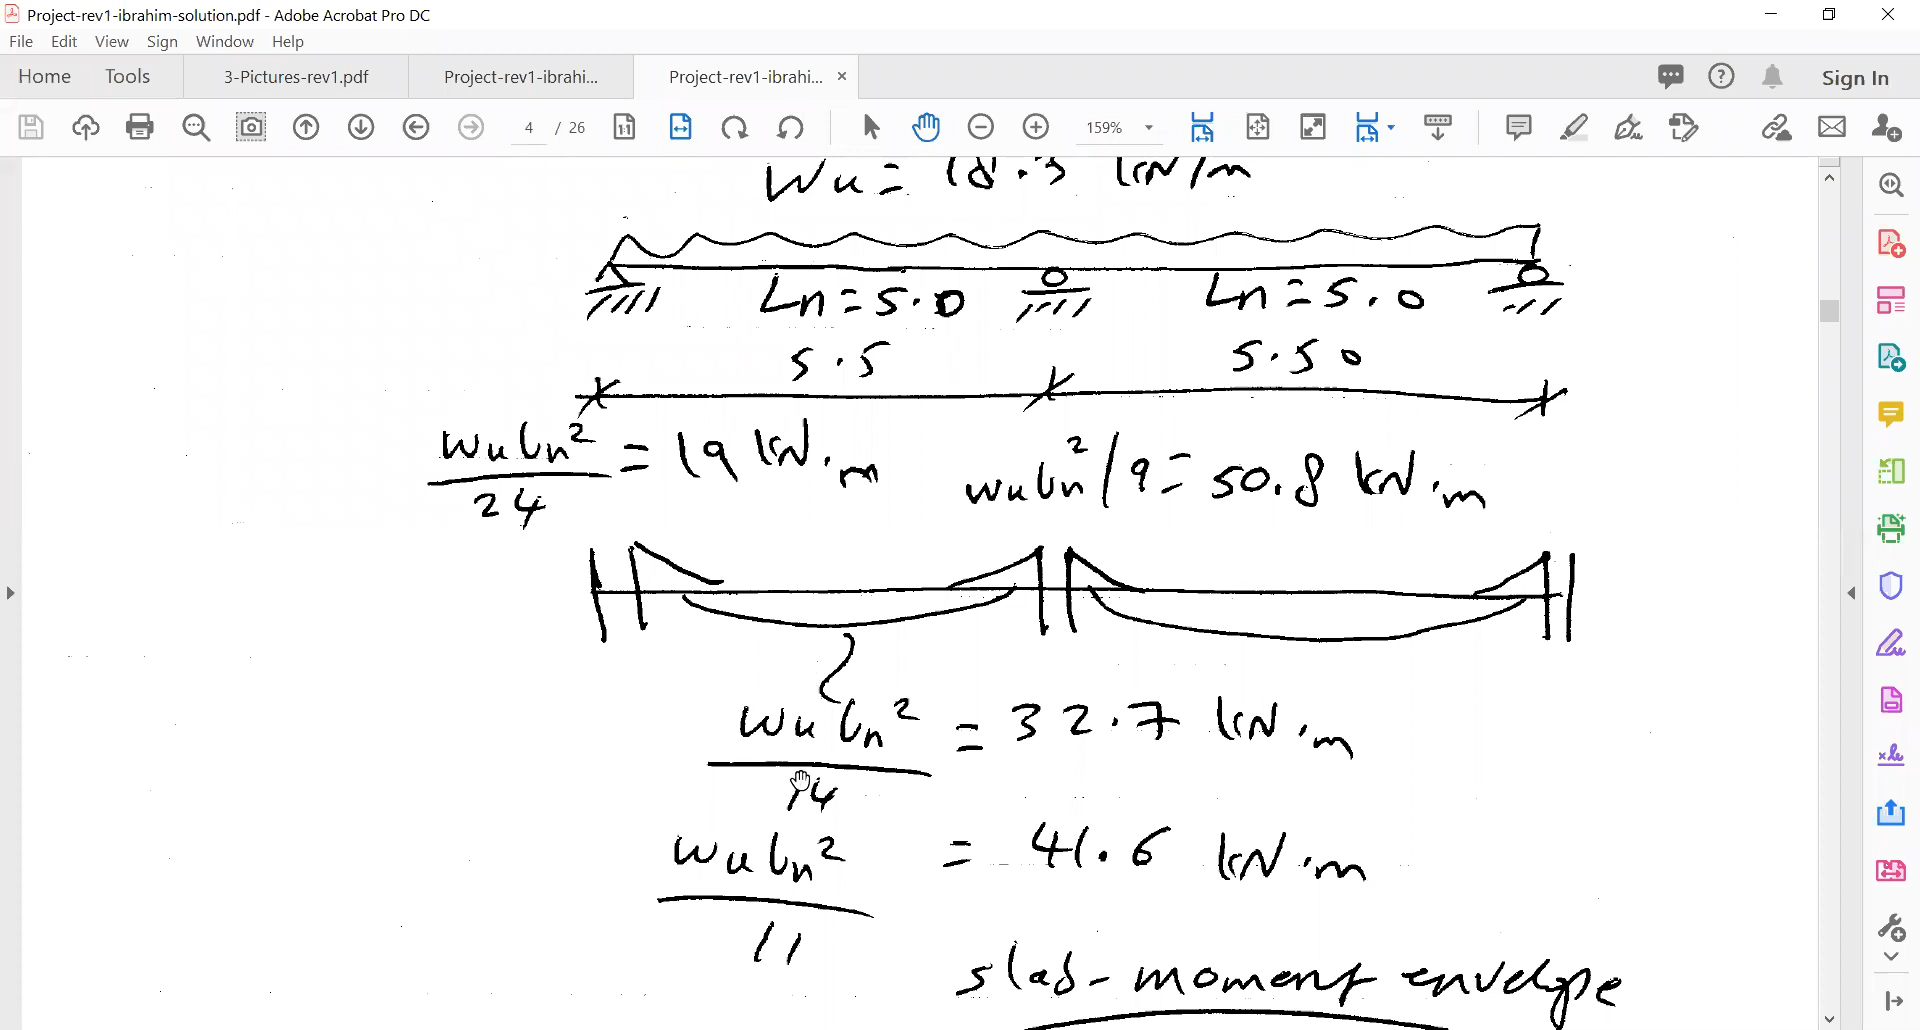 Project-rev1-ibrahim-solution.pdf - Adobe Acrobat Pro DC
File Edit View Sign Window Help
Home Tools 3-Pictures-rev1.pdf Project-rev1-ibrahi... Project-rev1-ibrahi... × Sign In
4 / 26 159%
Wu = 18.3 kN/m
Ln = 5.0 Ln = 5.0
5.5 5.50
WuLn²/24 = 19 kN.m WuLn²/9 = 50.8 kN.m
WuLn²/14 = 32.7 kN.m
WuLn²/11 = 41.6 kN.m
slab-moment envelope